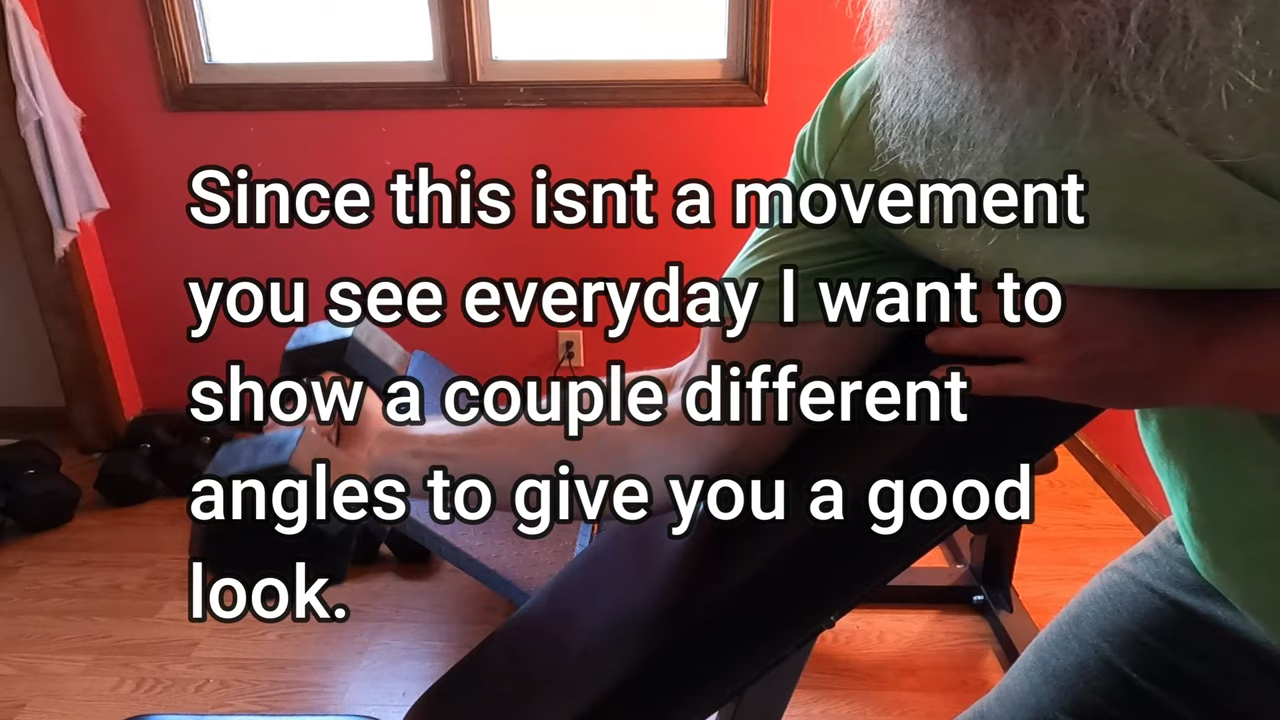 Since this isnt a movement
you see everyday I want to
show a couple different
angles to give you a good
look.